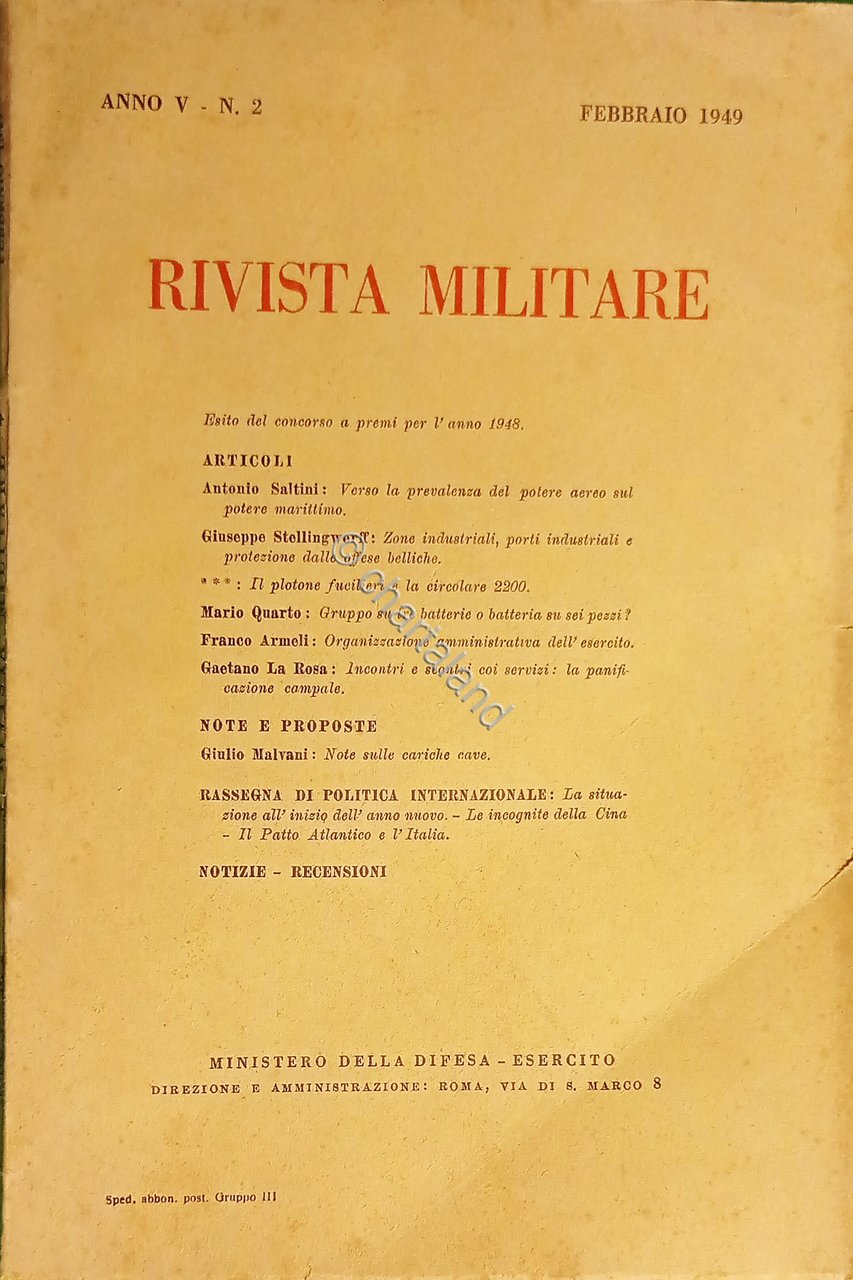 ANNO V - N. 2
FEBBRAIO 1949
RIVISTA MILITARE
Esito del concorso a premi per l'anno 1948.
ARTICOLI
Antonio Saltini: Verso la prevalenza del potere aereo sul
potere marittimo.
Giuseppe Stellingwerff: Zone industriali, porti industriali e
protezione dalle offese belliche.
* * * : Il plotone fucilieri e la circolare 2200.
Mario Quarto: Gruppo su tre batterie o batteria su sei pezzi?
Franco Armeli: Organizzazione amministrativa dell'esercito.
Gaetano La Rosa: Incontri e scontri coi servizi: la panifi-
cazione campale.
NOTE E PROPOSTE
Giulio Malvani: Note sulle cariche cave.
RASSEGNA DI POLITICA INTERNAZIONALE: La situa-
zione all'inizio dell'anno nuovo. - Le incognite della Cina
- Il Patto Atlantico e l'Italia.
NOTIZIE - RECENSIONI
MINISTERO DELLA DIFESA - ESERCITO
DIREZIONE E AMMINISTRAZIONE: ROMA, VIA DI S. MARCO 8
Sped. abbon. post. Gruppo III
© chartaland